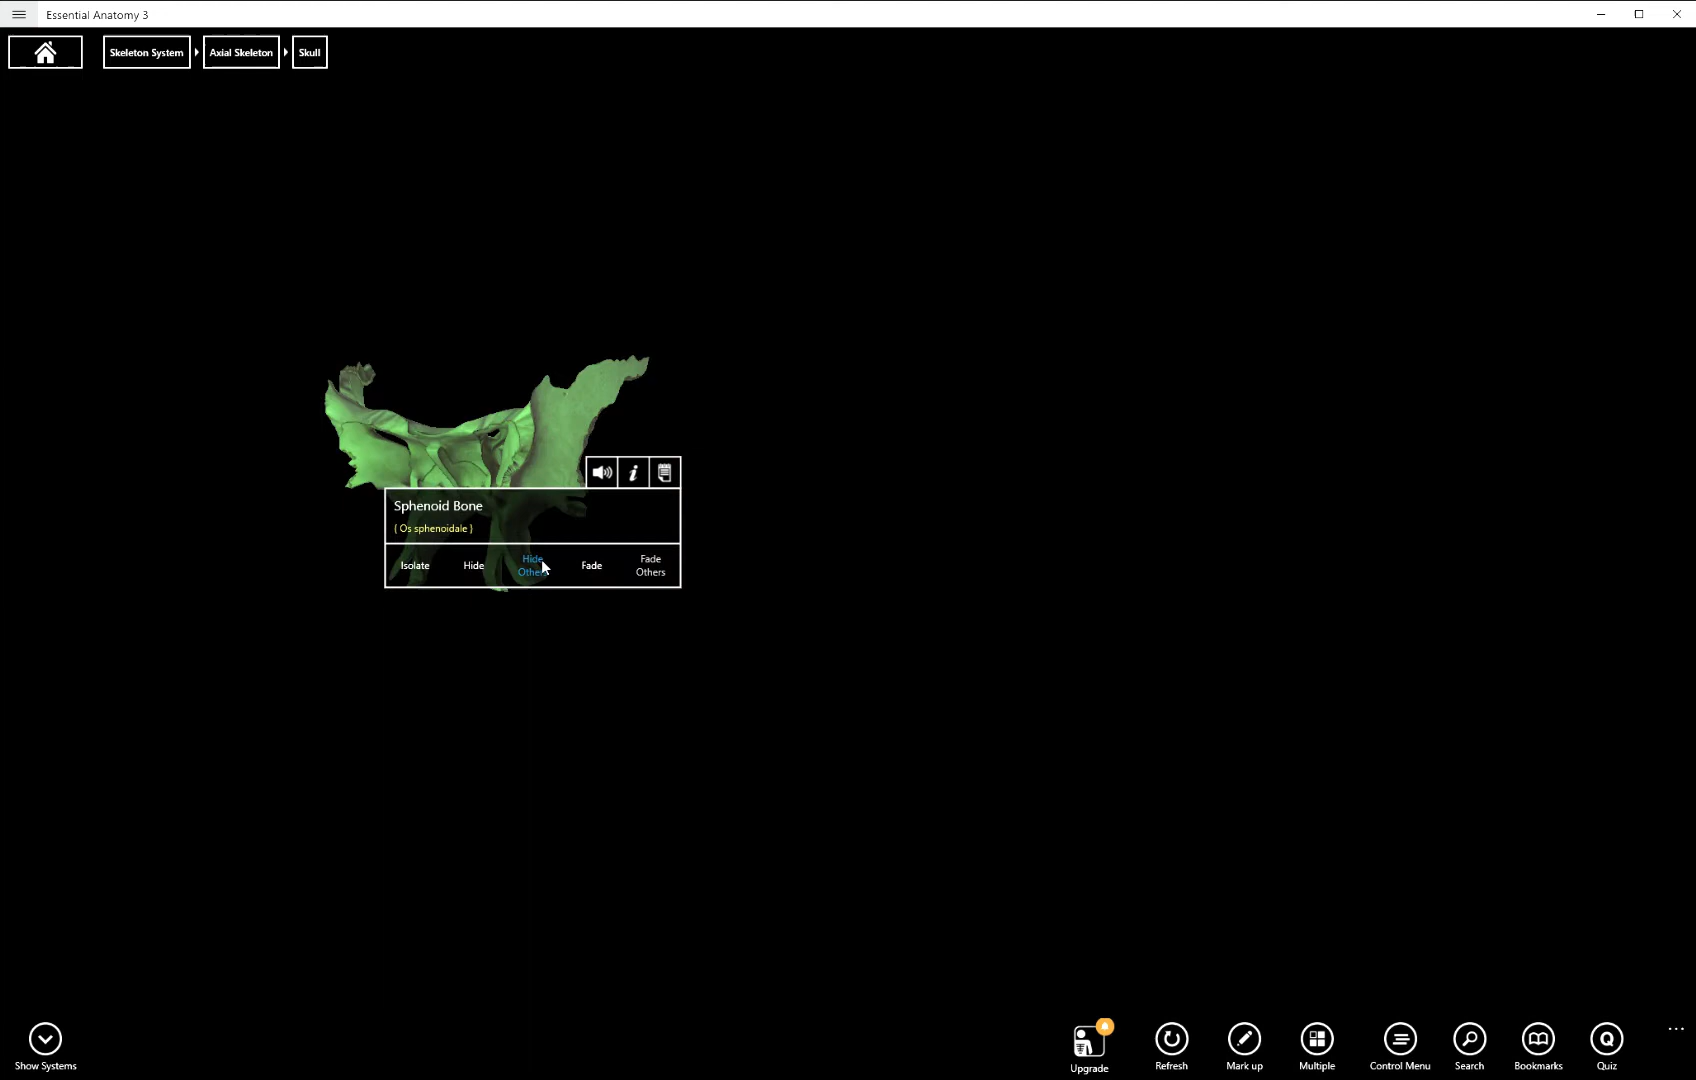 Essential Anatomy 3
Skeleton System
Axial Skeleton
Skull
Sphenoid Bone
( Os sphenoidale )
Isolate
Hide
Hide
Others
Fade
Fade
Others
Show Systems
Upgrade
Refresh
Mark up
Multiple
Control Menu
Search
Bookmarks
Q
Quiz